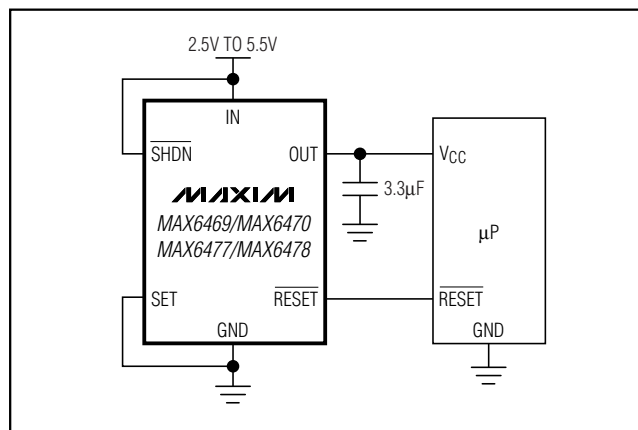 2.5V TO 5.5V
IN
SHDN
OUT
VCC
3.3µF
MAXIM
MAX6469/MAX6470
MAX6477/MAX6478
µP
SET
RESET
RESET
GND
GND